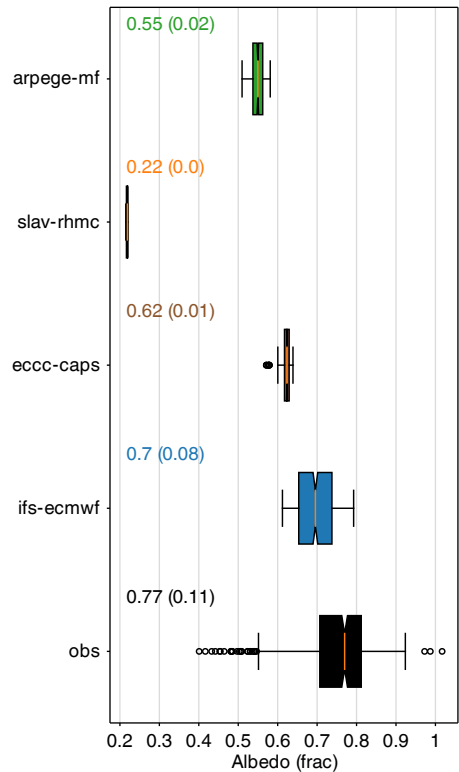 0.55 (0.02)
arpege-mf
0.22 (0.0)
slav-rhmc
0.62 (0.01)
eccc-caps
0.7 (0.08)
ifs-ecmwf
0.77 (0.11)
obs
0.2 0.3 0.4 0.5 0.6 0.7 0.8 0.9 1
Albedo (frac)